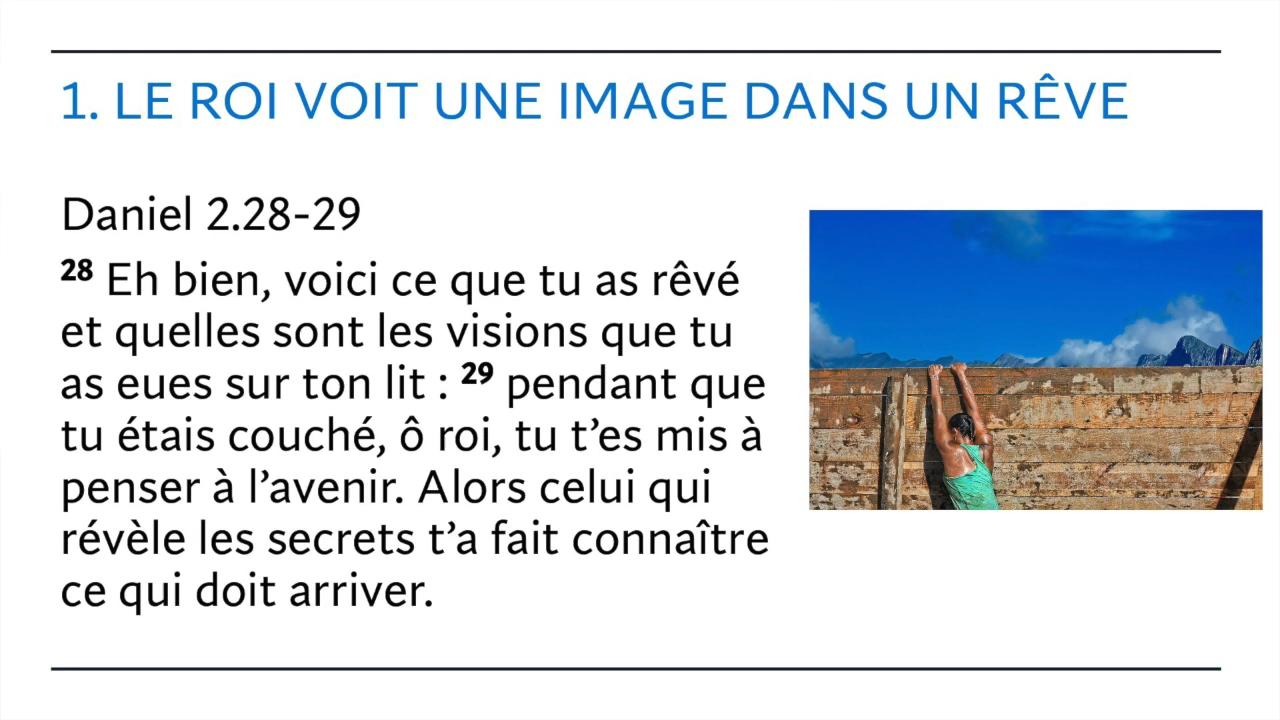 1. LE ROI VOIT UNE IMAGE DANS UN RÊVE
Daniel 2.28-29
28 Eh bien, voici ce que tu as rêvé
et quelles sont les visions que tu
as eues sur ton lit : 29 pendant que
tu étais couché, ô roi, tu t’es mis à
penser à l’avenir. Alors celui qui
révèle les secrets t’a fait connaître
ce qui doit arriver.